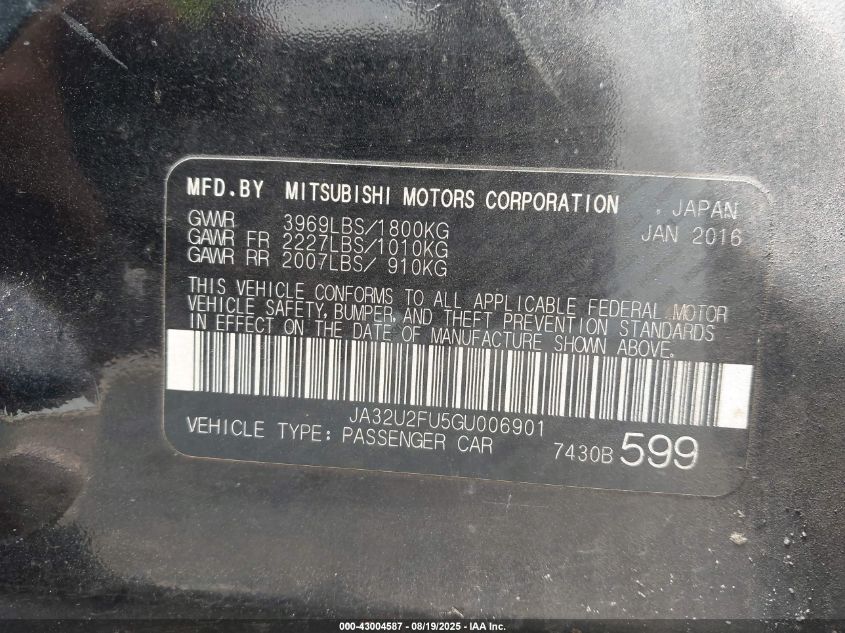 MFD.BY MITSUBISHI MOTORS CORPORATION , JAPAN
GVWR 3969LBS/1800KG JAN 2016
GAWR FR 2227LBS/1010KG
GAWR RR 2007LBS/ 910KG
THIS VEHICLE CONFORMS TO ALL APPLICABLE FEDERAL MOTOR
VEHICLE SAFETY, BUMPER, AND THEFT PREVENTION STANDARDS
IN EFFECT ON THE DATE OF MANUFACTURE SHOWN ABOVE.
JA32U2FU5GU006901
VEHICLE TYPE: PASSENGER CAR 7430B 599
000-43004587 - 08/19/2025 - IAA Inc.